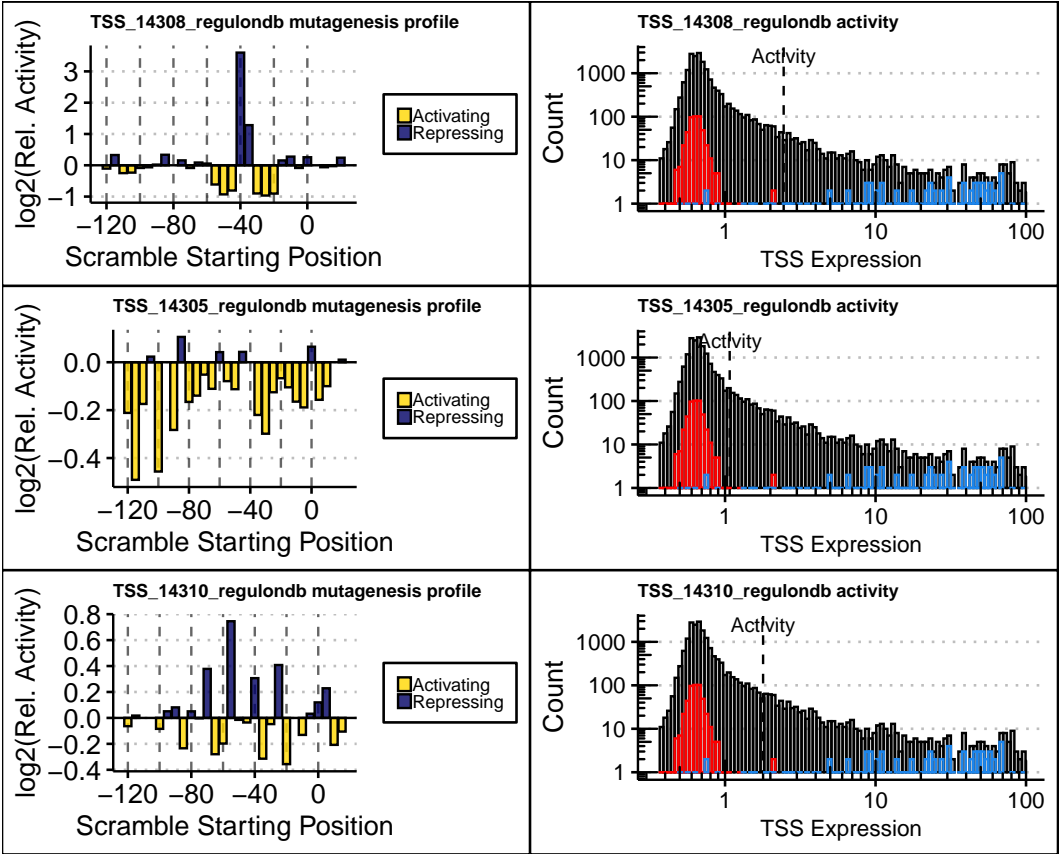 TSS_14308_regulondb mutagenesis profile
log2(Rel. Activity)
3
2
1
0
−1
−120
−80
−40
0
Scramble Starting Position
Activating
Repressing
TSS_14308_regulondb activity
Activity
Count
1000
100
10
1
1
10
100
TSS Expression
TSS_14305_regulondb mutagenesis profile
log2(Rel. Activity)
0.0
−0.2
−0.4
−120
−80
−40
0
Scramble Starting Position
Activating
Repressing
TSS_14305_regulondb activity
Activity
Count
1000
100
10
1
1
10
100
TSS Expression
TSS_14310_regulondb mutagenesis profile
log2(Rel. Activity)
0.8
0.6
0.4
0.2
0.0
−0.2
−0.4
−120
−80
−40
0
Scramble Starting Position
Activating
Repressing
TSS_14310_regulondb activity
Activity
Count
1000
100
10
1
1
10
100
TSS Expression